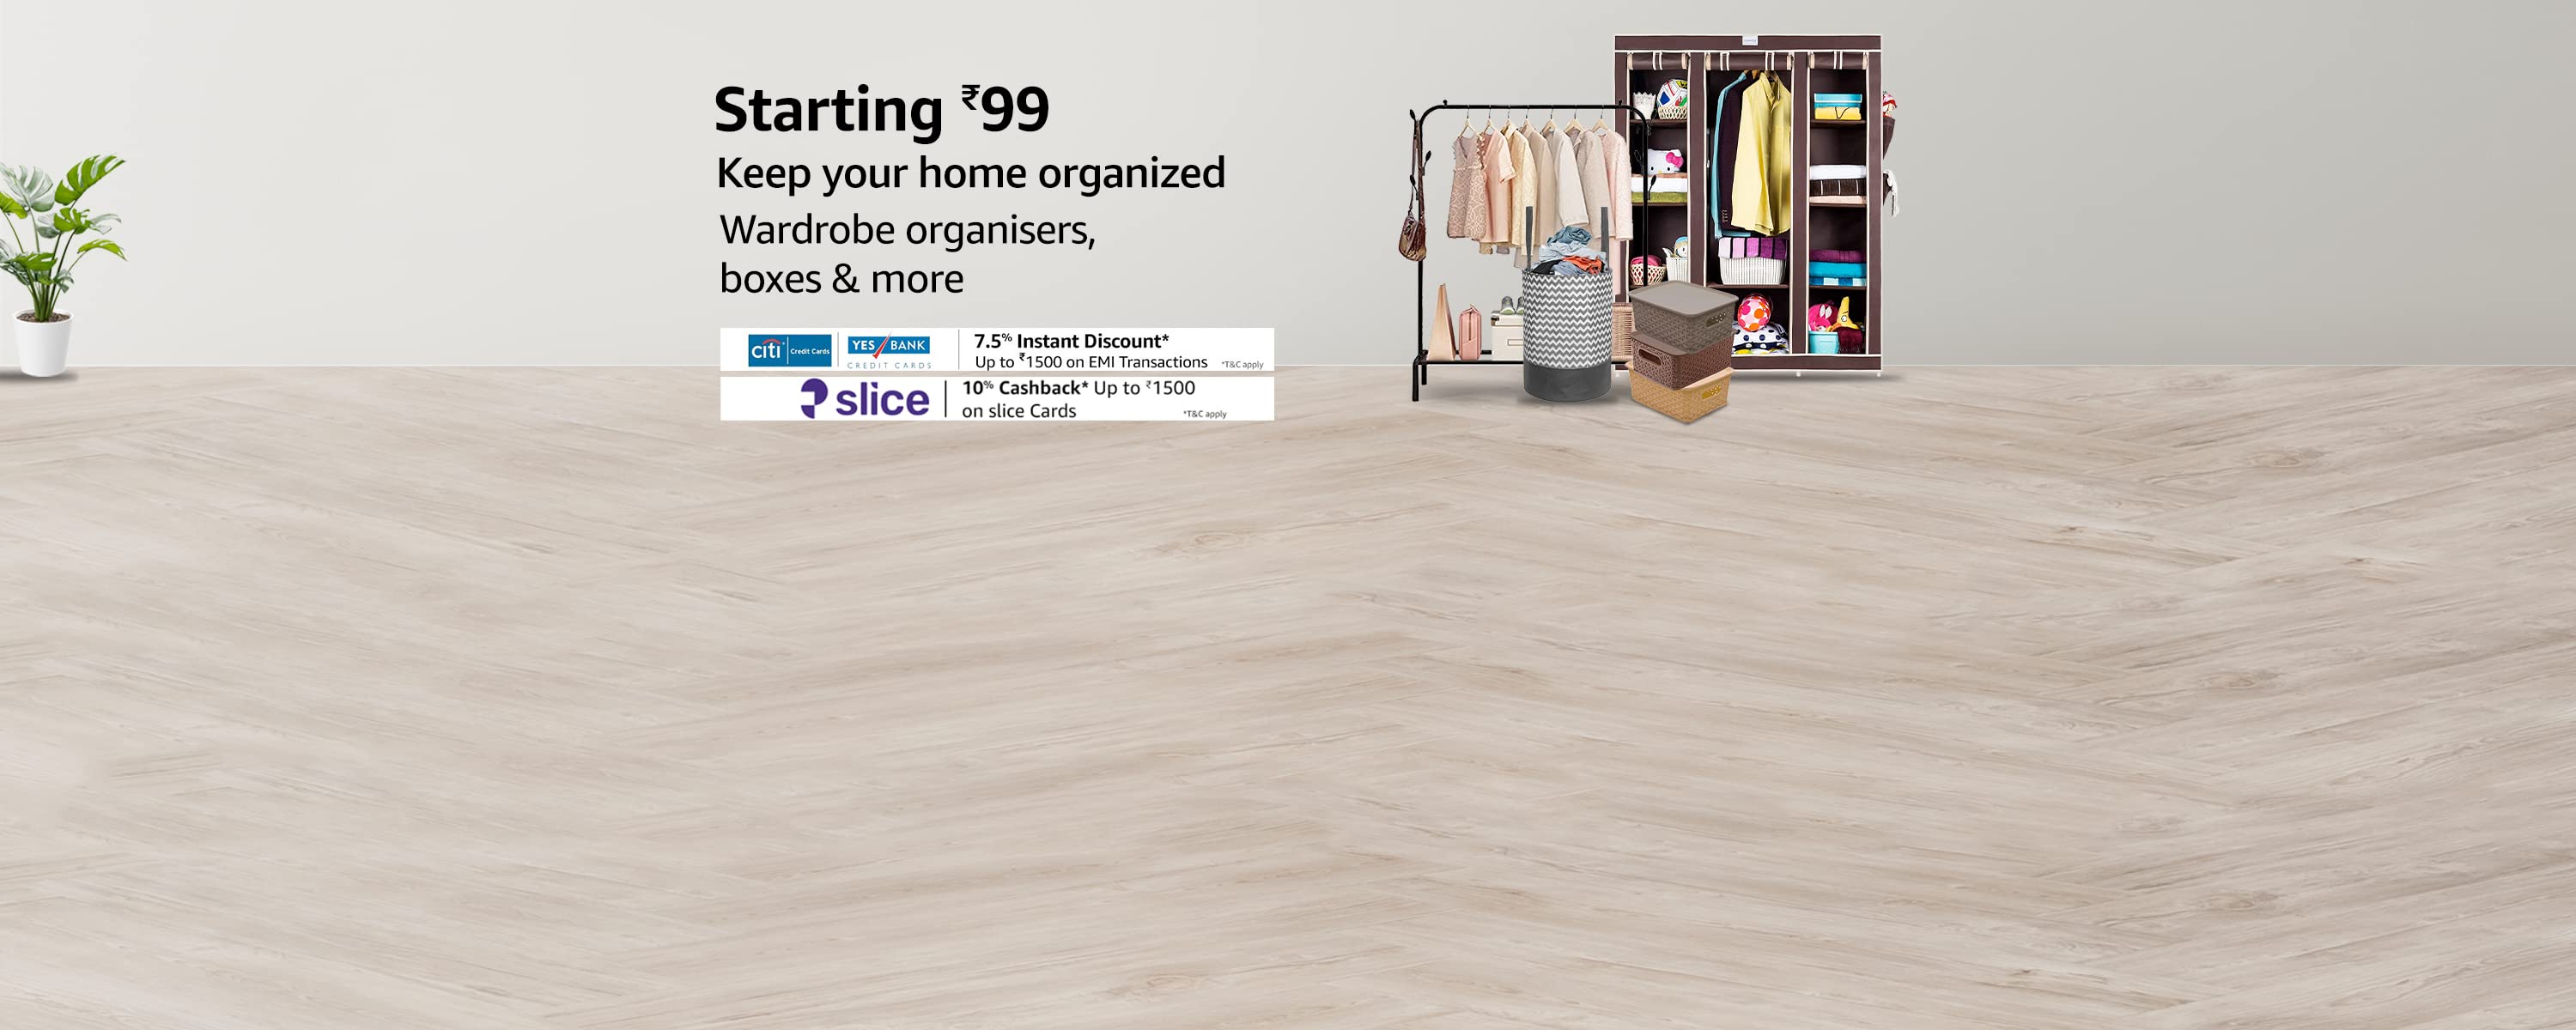 Starting ₹99
Keep your home organized
Wardrobe organisers,
boxes & more
citi Credit Cards
YES BANK
CREDIT CARDS
7.5% Instant Discount*
Up to ₹1500 on EMI Transactions *T&C apply
slice
10% Cashback* Up to ₹1500
on slice Cards *T&C apply